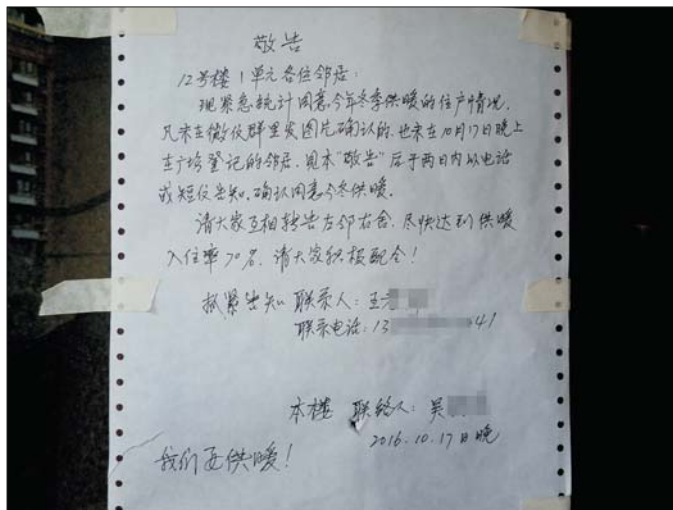 敬告
12号楼1单元各位邻居:
现紧急统计同意今年冬季供暖的住户情况,
凡未在微信群里发图片确认的,也未在10月17日晚上
在广场登记的邻居,见本"敬告"后于两日内以电话
或短信告知,确认同意今冬供暖。
请大家互相转告左邻右舍,尽快达到供暖
入住率70%,请大家积极配合!
紧告知 联系人:王
联系电话:13 41
本楼 联络人:吴
2016.10.17日晚
我们要供暖!